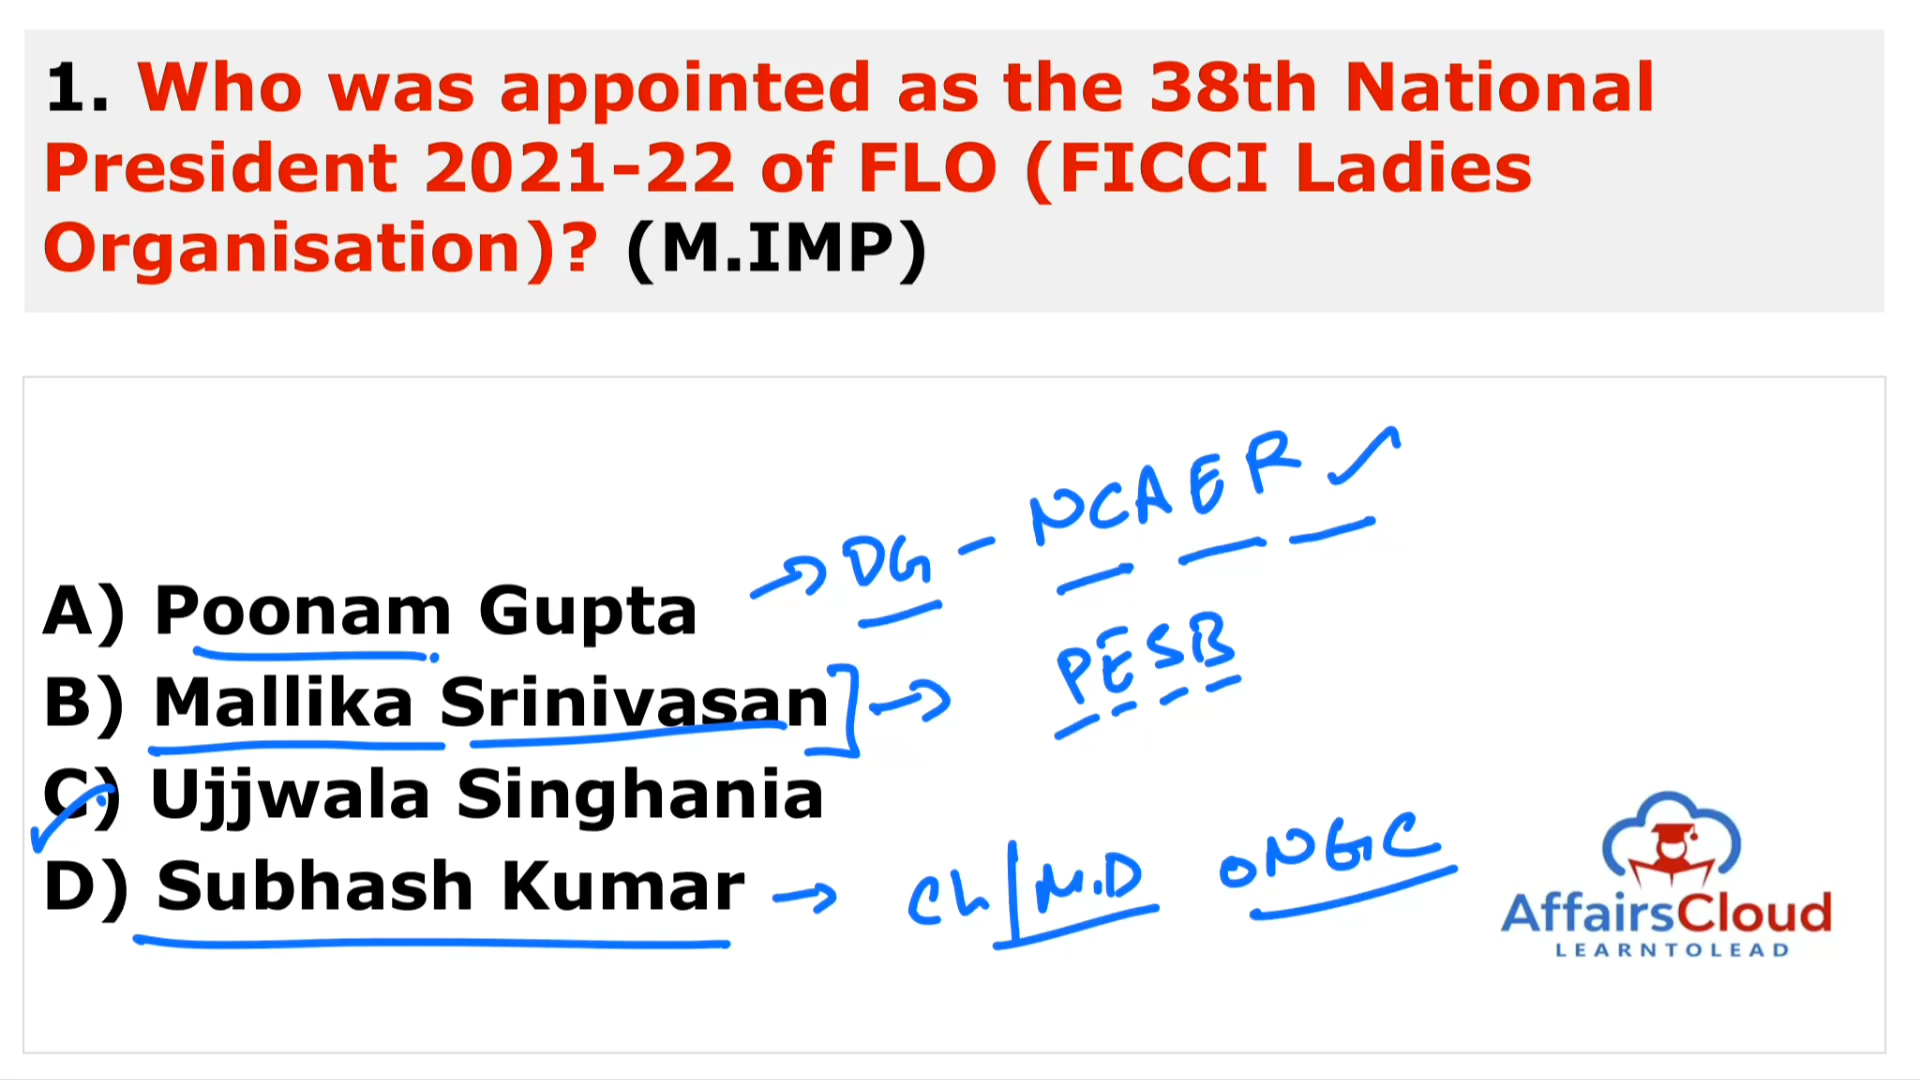 1. Who was appointed as the 38th National
President 2021-22 of FLO (FICCI Ladies
Organisation)? (M.IMP)
A) Poonam Gupta → DG - NCAER
B) Mallika Srinivasan ] → PESB
C) Ujjwala Singhania
D) Subhash Kumar → Ch/M.D ONGC
AffairsCloud
LEARNTOLEAD